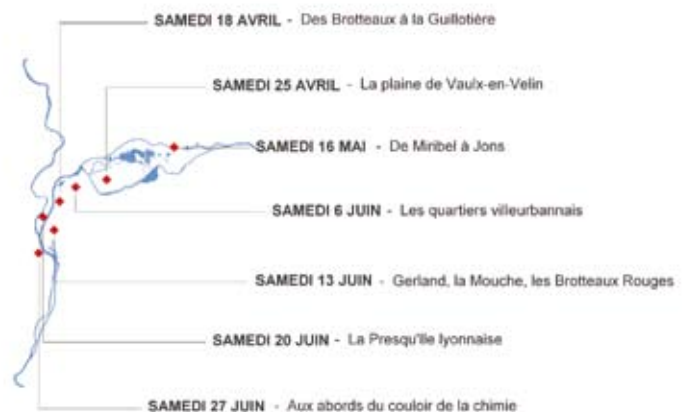 SAMEDI 18 AVRIL - Des Brotteaux à la Guillotière
SAMEDI 25 AVRIL - La plaine de Vaulx-en-Velin
SAMEDI 16 MAI - De Miribel à Jons
SAMEDI 6 JUIN - Les quartiers villeurbannais
SAMEDI 13 JUIN - Gerland, la Mouche, les Brotteaux Rouges
SAMEDI 20 JUIN - La Presqu'île lyonnaise
SAMEDI 27 JUIN - Aux abords du couloir de la chimie